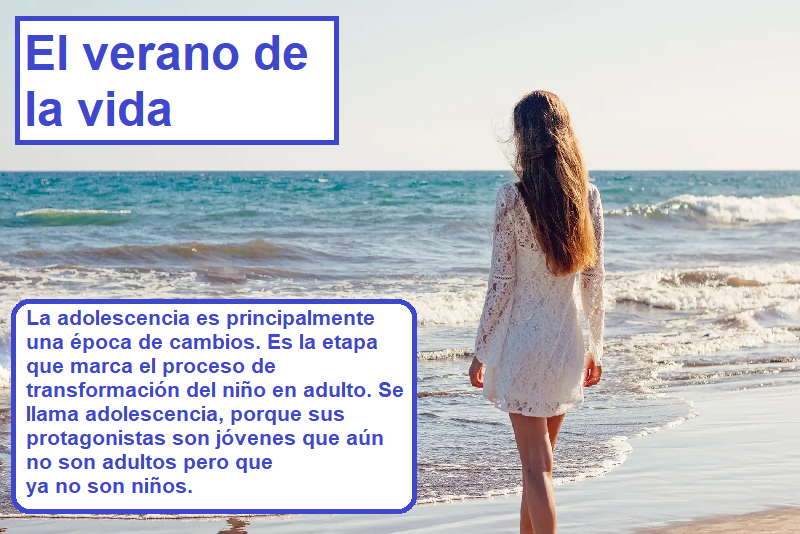 El verano de
la vida
La adolescencia es principalmente
una época de cambios. Es la etapa
que marca el proceso de
transformación del niño en adulto. Se
llama adolescencia, porque sus
protagonistas son jóvenes que aún
no son adultos pero que
ya no son niños.